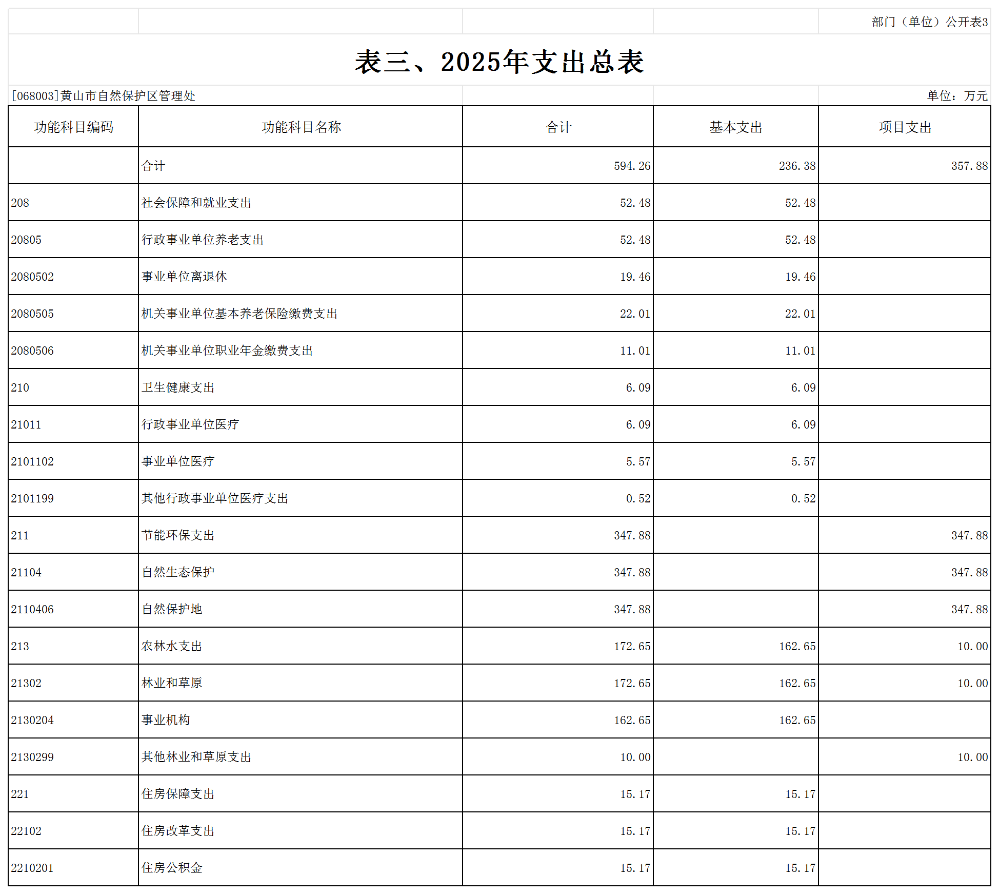 部门（单位）公开表3
表三、2025年支出总表
[068003]黄山市自然保护区管理处 单位：万元
功能科目编码 功能科目名称 合计 基本支出 项目支出
合计 594.26 236.38 357.88
208 社会保障和就业支出 52.48 52.48
20805 行政事业单位养老支出 52.48 52.48
2080502 事业单位离退休 19.46 19.46
2080505 机关事业单位基本养老保险缴费支出 22.01 22.01
2080506 机关事业单位职业年金缴费支出 11.01 11.01
210 卫生健康支出 6.09 6.09
21011 行政事业单位医疗 6.09 6.09
2101102 事业单位医疗 5.57 5.57
2101199 其他行政事业单位医疗支出 0.52 0.52
211 节能环保支出 347.88 347.88
21104 自然生态保护 347.88 347.88
2110406 自然保护地 347.88 347.88
213 农林水支出 172.65 162.65 10.00
21302 林业和草原 172.65 162.65 10.00
2130204 事业机构 162.65 162.65
2130299 其他林业和草原支出 10.00 10.00
221 住房保障支出 15.17 15.17
22102 住房改革支出 15.17 15.17
2210201 住房公积金 15.17 15.17